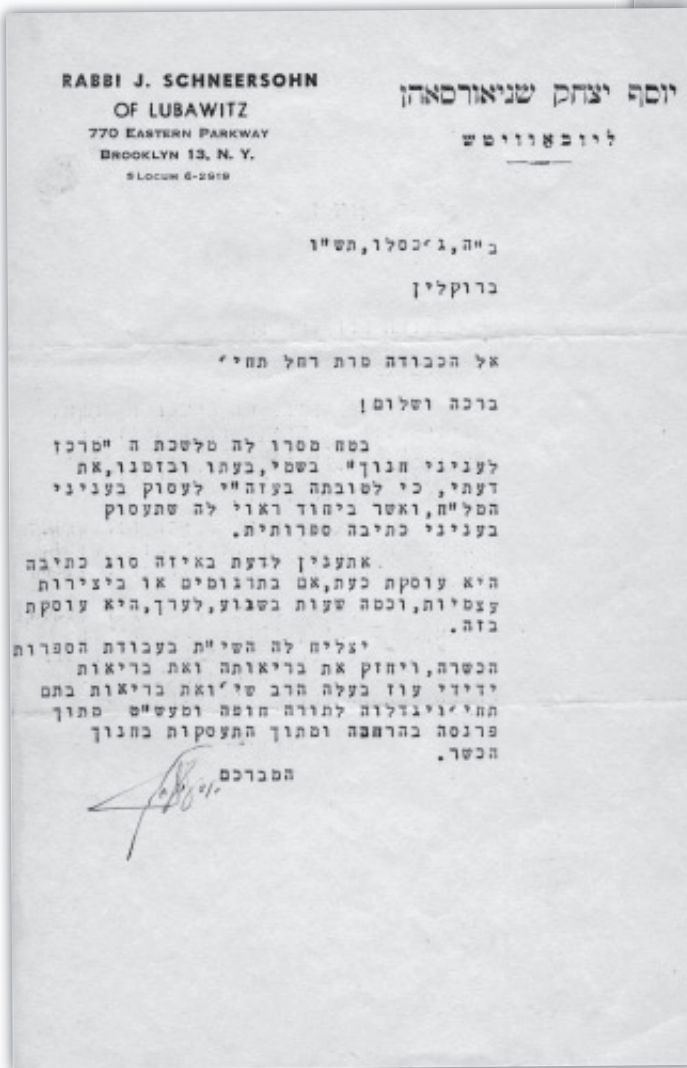 RABBI J. SCHNEERSOHN
OF LUBAWITZ
770 EASTERN PARKWAY
BROOKLYN 13, N. Y.
SLOCUM 6-2919
יוסף יצחק שניאורסאהן
ליובאוויטש
ב"ה, ג' כסלו, תש"ו
ברוקלין
אל הכבודה מרת רחל תחי'
ברכה ושלום!
בטח מסרו לה מלשכת ה "מרכז
לעניני חנוך" בשמי, בעתו ובזמנו, את
דעתי, כי לטובתה בעזה"י לעסוק בעניני
המל"ח, ואשר ביחוד ראוי לה שתעסוק
בעניני כתיבה ספרותית.
אתענין לדעת באיזה סוג כתיבה
היא עוסקת כעת, אם בתרגומים או ביצירות
עצמיות, וכמה שעות בשבוע, לערך, היא עוסקת
בזה.
יצליח לה השי"ת בעבודת הספרות
הכשרה, ויחזק את בריאותה ואת בריאות
ידידי עוז בעלה הרב שי' ואת בריאות בתם
תחי' ויגדלוה לתורה חופה ומעש"ט מתוך
פרנסה בהרחבה ומתוך התעסקות בחנוך
הכשר.
המברכם